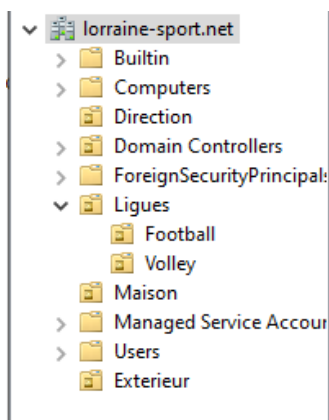 lorraine-sport.net
Builtin
Computers
Direction
Domain Controllers
ForeignSecurityPrincipals
Ligues
Football
Volley
Maison
Managed Service Accour
Users
Exterieur